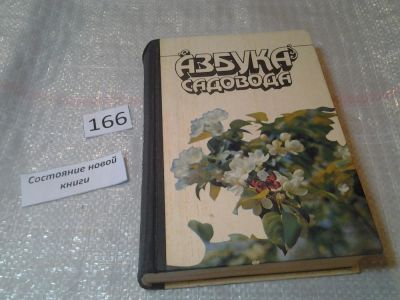 АЗБУКА
САДОВОДА
166
Состояние новой
книги